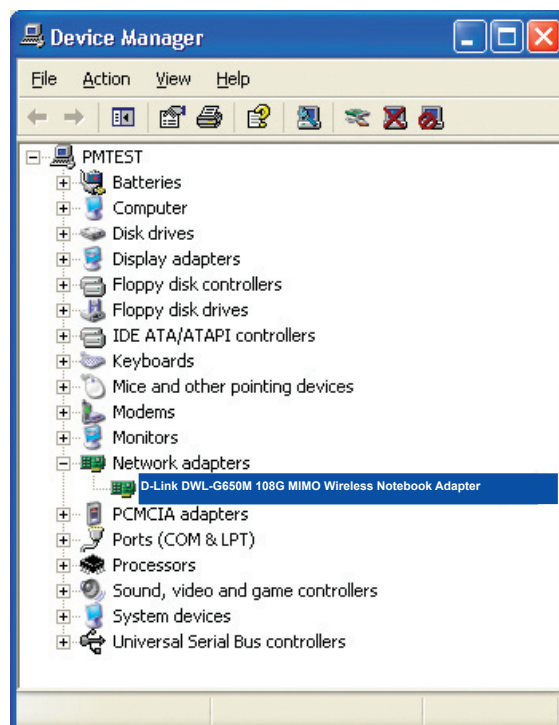 Device Manager
File Action View Help
PMTEST
Batteries
Computer
Disk drives
Display adapters
Floppy disk controllers
Floppy disk drives
IDE ATA/ATAPI controllers
Keyboards
Mice and other pointing devices
Modems
Monitors
Network adapters
D-Link DWL-G650M 108G MIMO Wireless Notebook Adapter
PCMCIA adapters
Ports (COM & LPT)
Processors
Sound, video and game controllers
System devices
Universal Serial Bus controllers